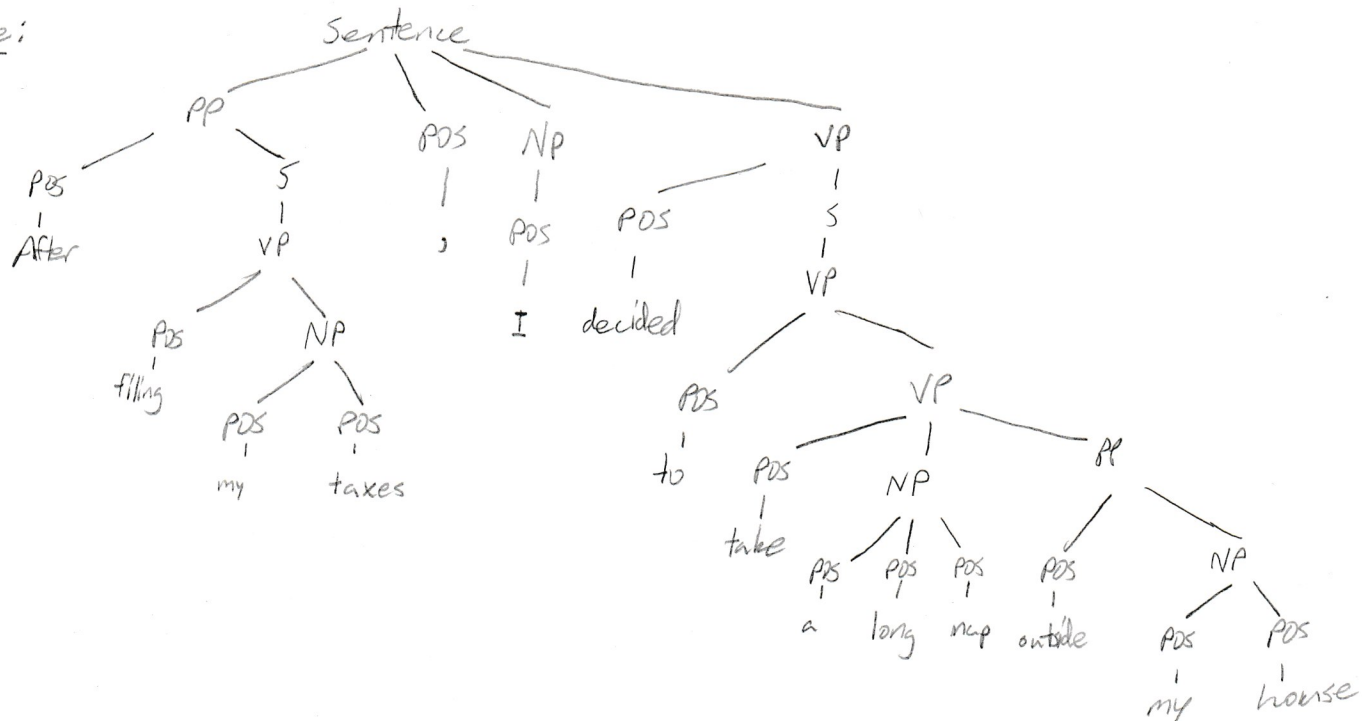 e:
Sentence
PP POS NP VP
POS S
After VP , POS POS S
I decided VP
POS NP
filing
POS POS
my taxes
POS VP
to POS NP PP
take
POS POS POS POS NP
a long nap outside
POS POS
my house